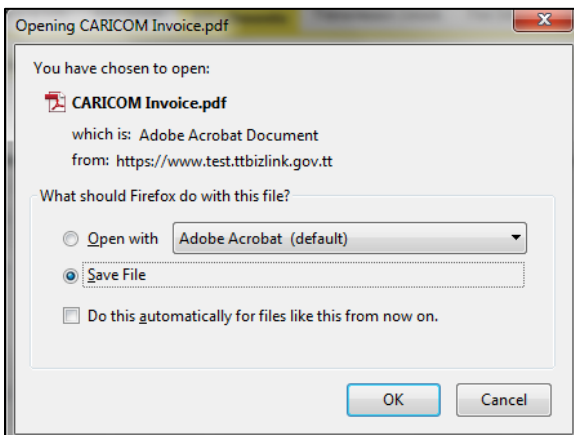 Opening CARICOM Invoice.pdf
You have chosen to open:
CARICOM Invoice.pdf
which is: Adobe Acrobat Document
from: https://www.test.ttbizlink.gov.tt
What should Firefox do with this file?
Open with Adobe Acrobat (default)
Save File
Do this automatically for files like this from now on.
OK Cancel